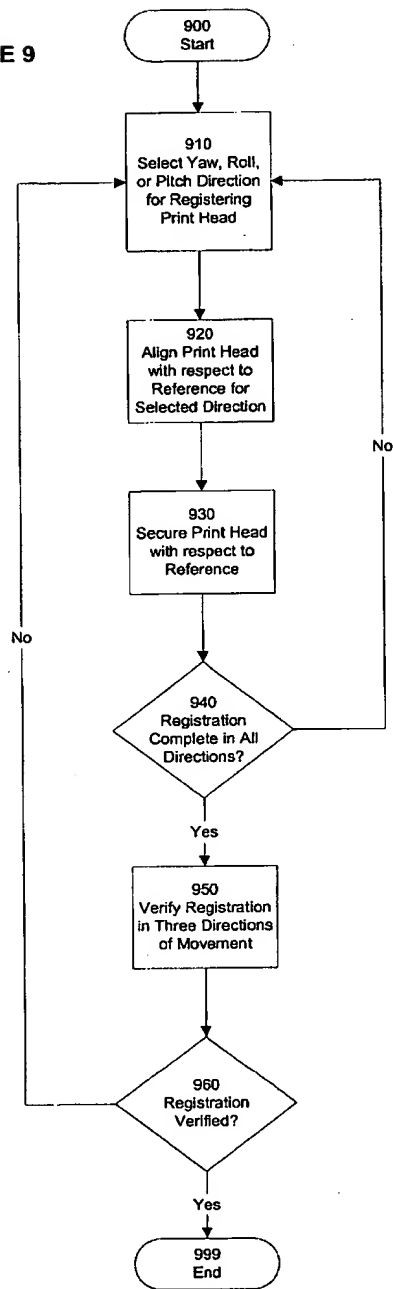 E 9
900
Start
910
Select Yaw, Roll,
or Pitch Direction
for Registering
Print Head
920
Align Print Head
with respect to
Reference for
Selected Direction
No
930
Secure Print Head
with respect to
Reference
No
940
Registration
Complete in All
Directions?
Yes
950
Verify Registration
in Three Directions
of Movement
960
Registration
Verified?
Yes
999
End